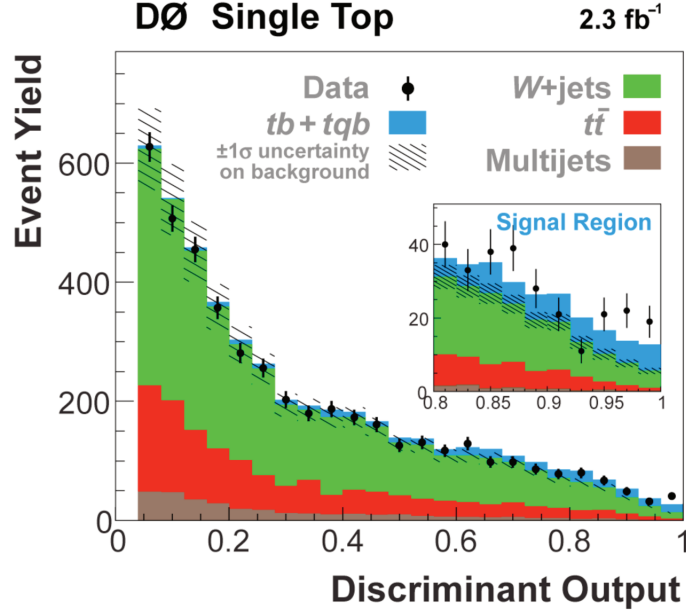 DØ Single Top 2.3 fb⁻¹
Event Yield
Data
tb + tqb
±1σ uncertainty
on background
W+jets
tt̄
Multijets
600
400
200
0
Signal Region
40
20
0
0.8 0.85 0.9 0.95 1
0 0.2 0.4 0.6 0.8 1
Discriminant Output